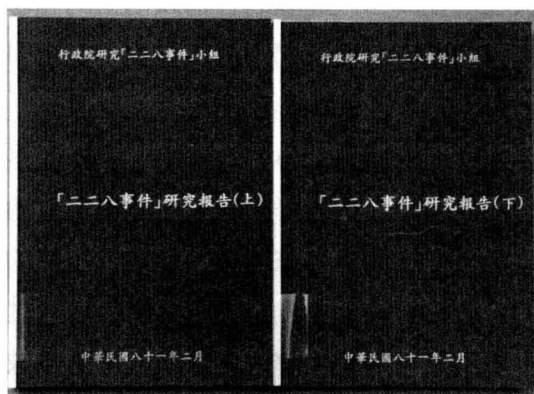 行政院研究「二二八事件」小組
「二二八事件」研究報告(上)
中華民國八十一年二月
行政院研究「二二八事件」小組
「二二八事件」研究報告(下)
中華民國八十一年二月